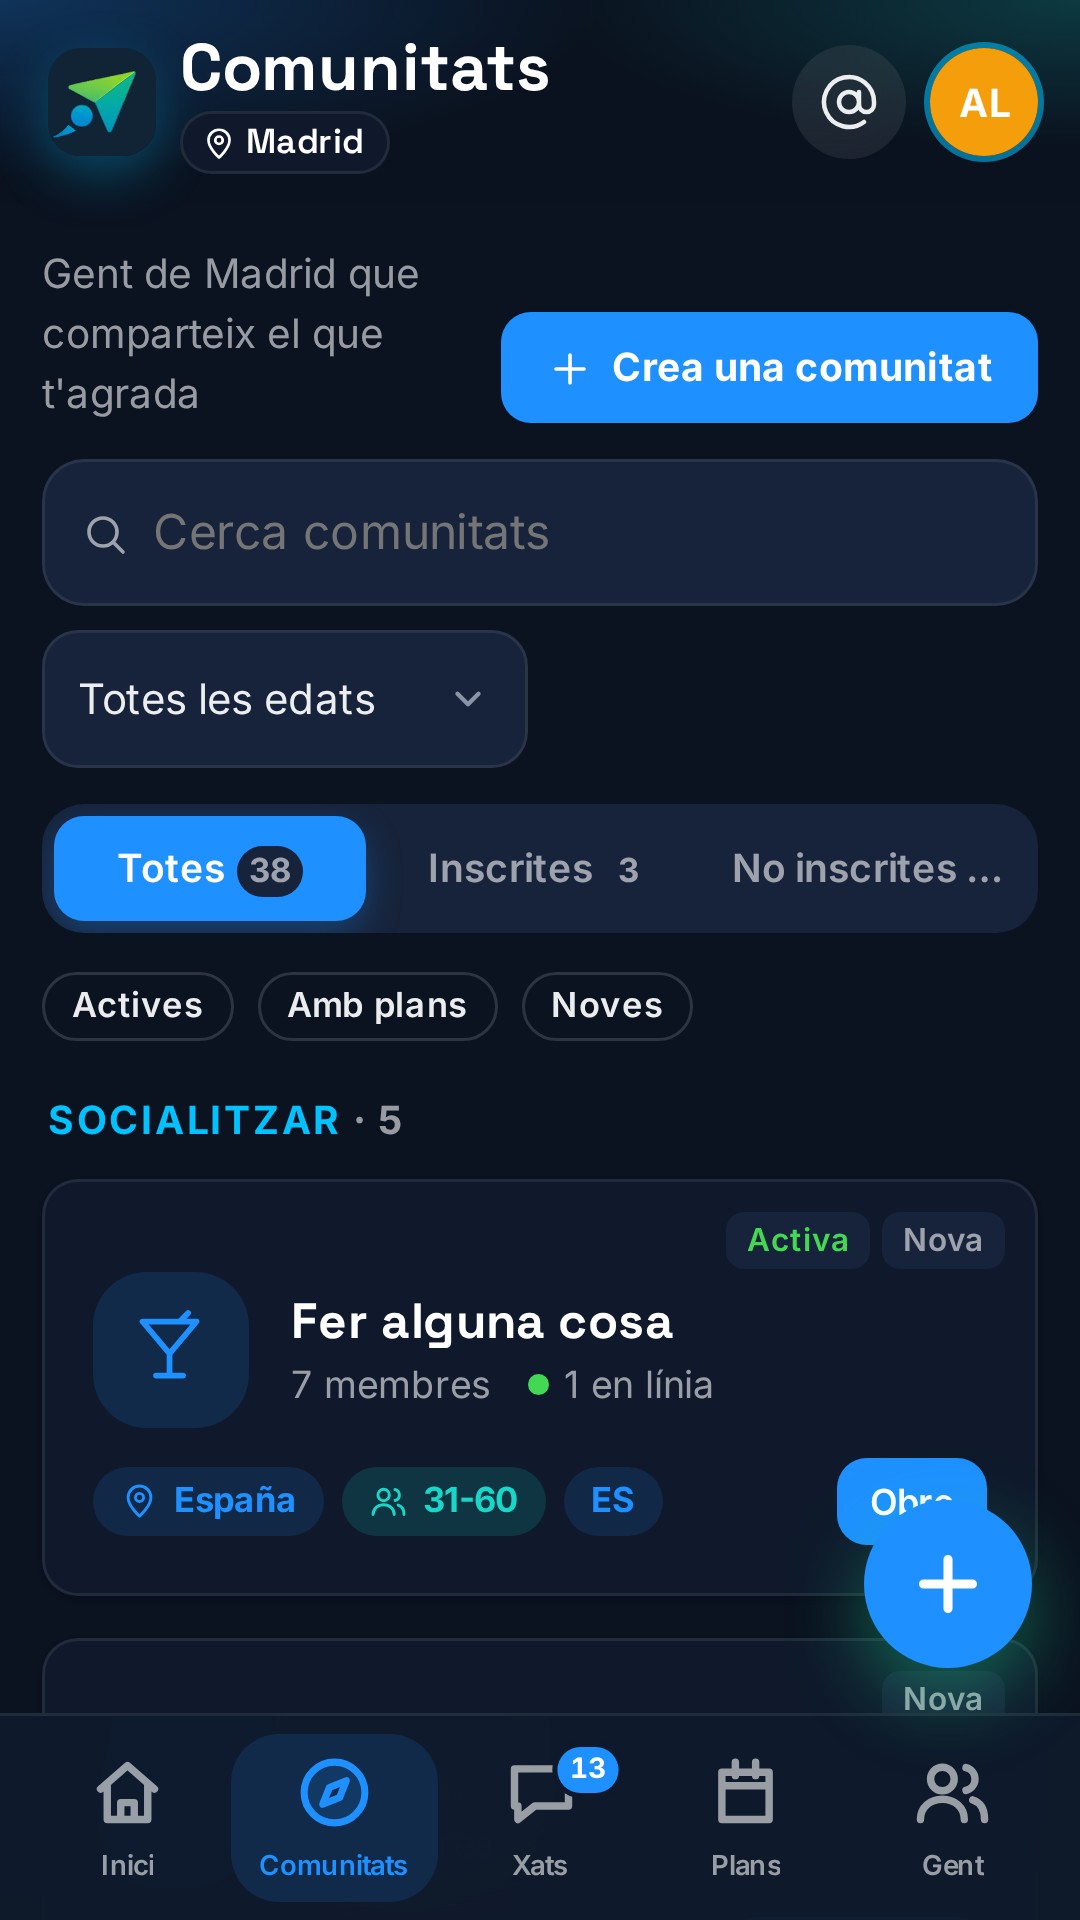 Comunitats
Madrid
AL
Gent de Madrid que
comparteix el que
t'agrada
Crea una comunitat
Cerca comunitats
Totes les edats
Totes 38
Inscrites 3
No inscrites ...
Actives
Amb plans
Noves
SOCIALITZAR · 5
Activa
Nova
Fer alguna cosa
7 membres
1 en línia
España
31-60
ES
Nova
13
Inici
Comunitats
Xats
Plans
Gent